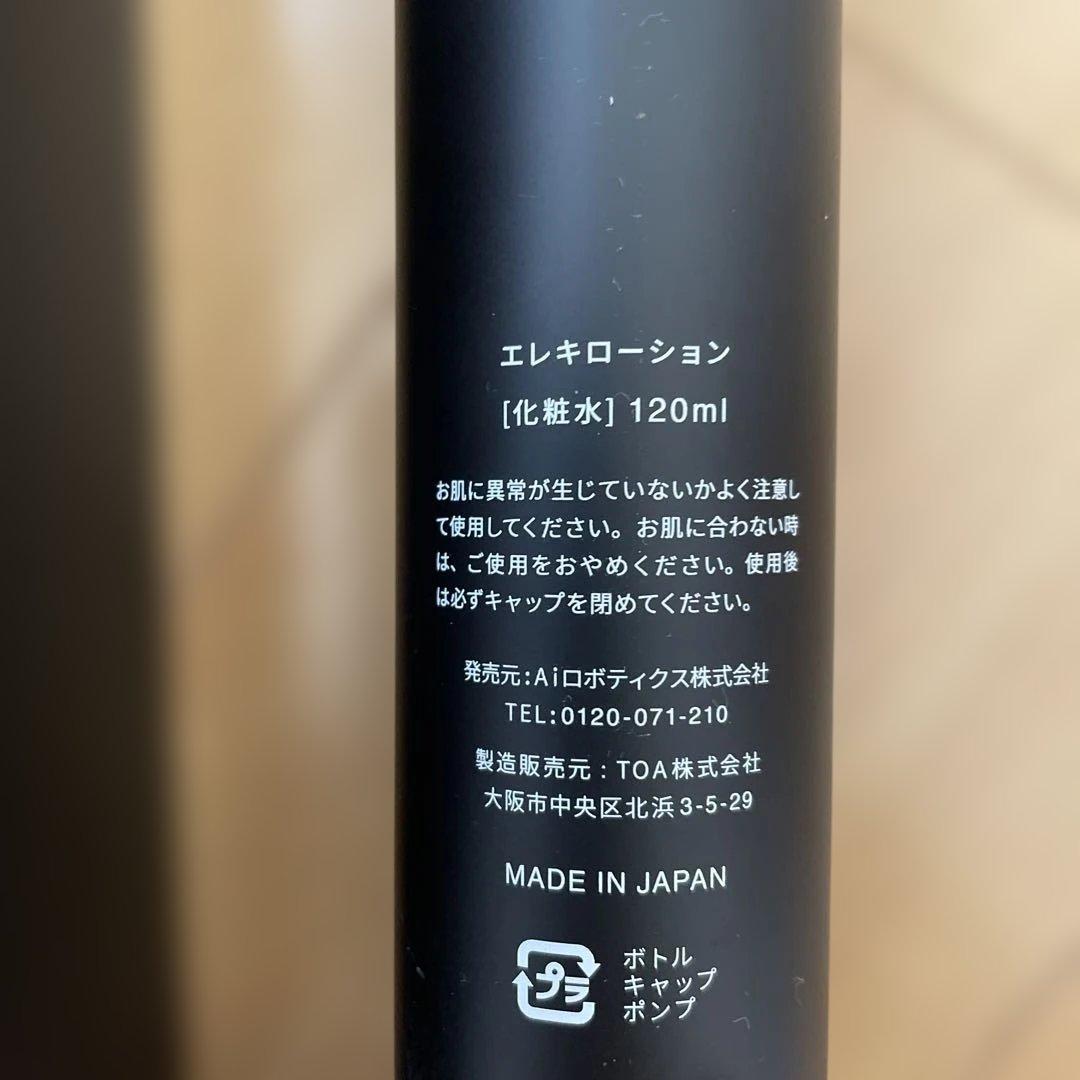 エレキローション
[化粧水] 120ml
お肌に異常が生じていないかよく注意し
て使用してください。お肌に合わない時
は、ご使用をおやめください。使用後
は必ずキャップを閉めてください。
発売元:Aiロボティクス株式会社
TEL:0120-071-210
製造販売元:TOA株式会社
大阪市中央区北浜3-5-29
MADE IN JAPAN
プラ
ボトル
キャップ
ポンプ